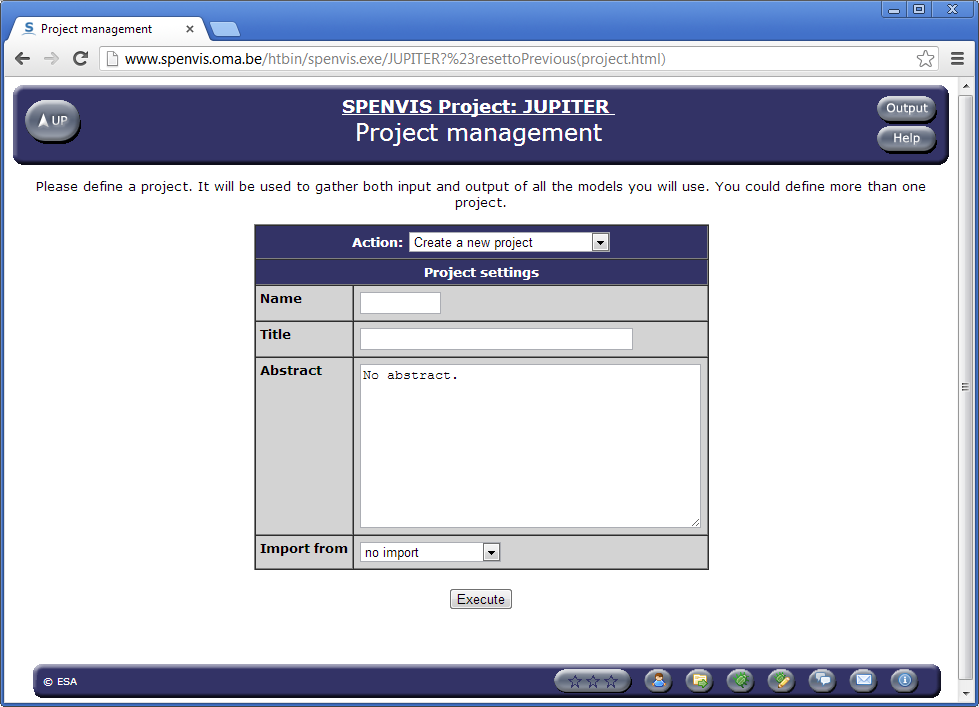 Project management
www.spenvis.oma.be/htbin/spenvis.exe/JUPITER?%23resettoPrevious(project.html)
UP
SPENVIS Project: JUPITER
Project management
Output
Help
Please define a project. It will be used to gather both input and output of all the models you will use. You could define more than one
project.
Action: Create a new project
Project settings
Name
Title
Abstract
No abstract.
Import from
no import
Execute
© ESA